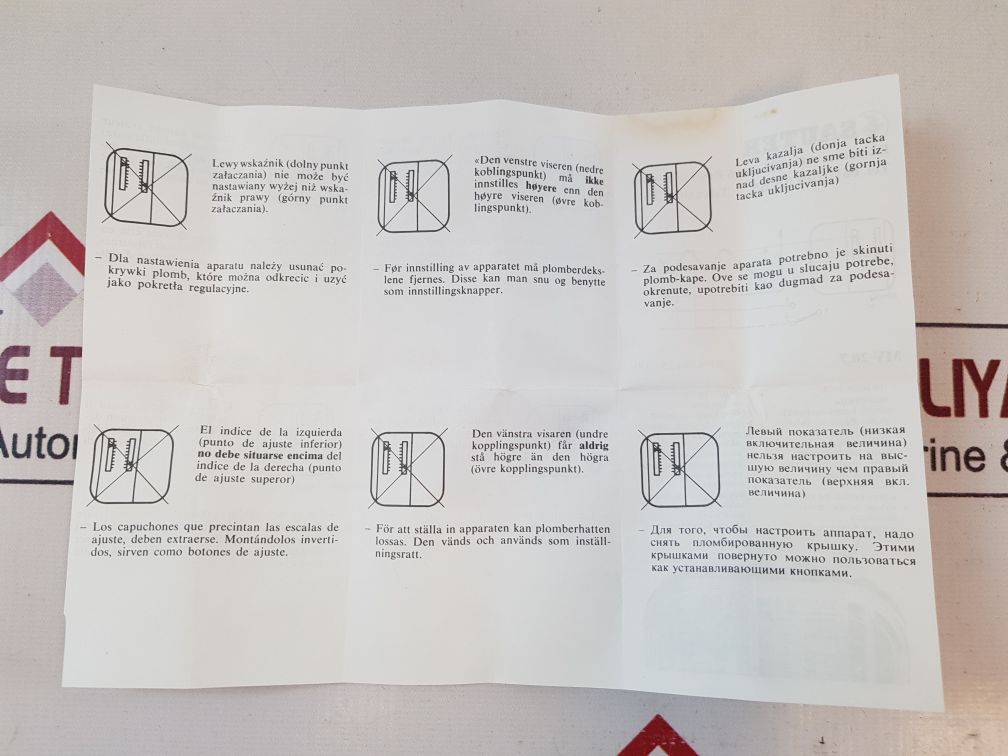 Lewy wskaźnik (dolny punkt
załaczania) nie może być
nastawiany wyżej niż wska-
źnik prawy (górny punkt
załaczania).
– Dla nastawienia aparatu należy usunać po-
krywki plomb, które można odkrecic i uzyć
jako pokretła regulacyjne.
«Den venstre viseren (nedre
koblingspunkt) må ikke
innstilles høyere enn den
høyre viseren (øvre kob-
lingspunkt).
– Før innstilling av apparatet må plomberdeks-
lene fjernes. Disse kan man snu og benytte
som innstillingsknapper.
Leva kazalja (donja tacka
ukljucivanja) ne sme biti iz-
nad desne kazaljke (gornja
tacka ukljucivanja)
– Za podesavanje aparata potrebno je skinuti
plomb-kape. Ove se mogu u slucaju potrebe,
okrenute, upotrebiti kao dugmad za podesa-
vanje.
El indice de la izquierda
(punto de ajuste inferior)
no debe situarse encima del
indice de la derecha (punto
de ajuste superor)
– Los capuchones que precintan las escalas de
ajuste, deben extraerse. Montándolos inverti-
dos, sirven como botones de ajuste.
Den vänstra visaren (undre
kopplingspunkt) får aldrig
stå högre än den högra
(övre kopplingspunkt).
– För att ställa in apparaten kan plomberhatten
lossas. Den vänds och används som inställ-
ningsratt.
Левый показатель (низкая
включительная величина)
нельзя настроить на выс-
шую величину чем правый
показатель (верхняя вкл.
величина)
– Для того, чтобы настроить аппарат, надо
снять пломбированную крышку. Этими
крышками повернуто можно пользоваться
как устанавливающими кнопками.
E T
Autom
LIYA
rine &